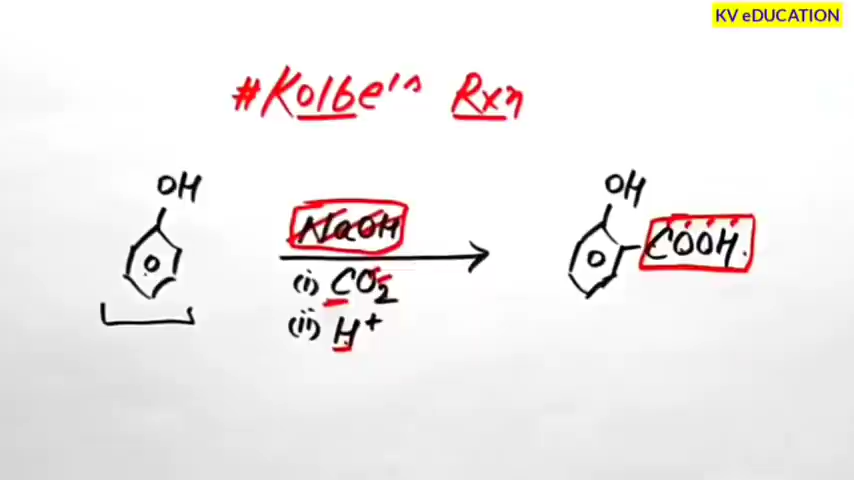 KV eDUCATION
#Kolbe's Rxn
OH
OH
NaOH
COOH.
(i) CO₂
(ii) H⁺